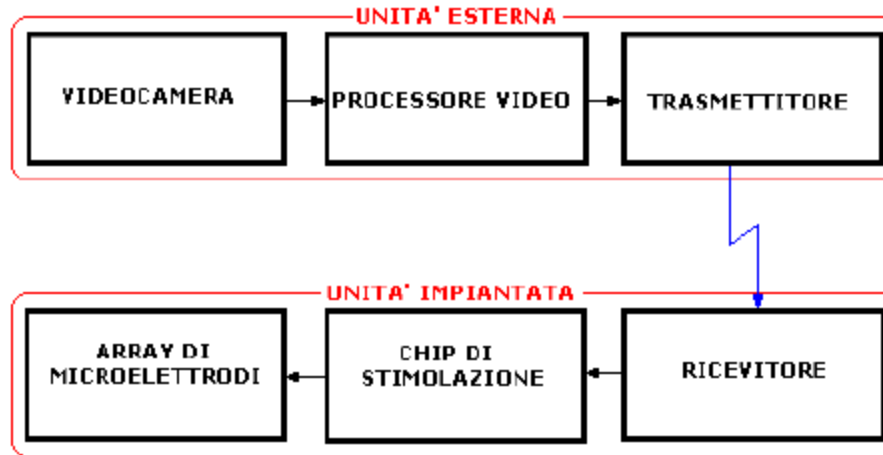 UNITA' ESTERNA
VIDEOCAMERA
PROCESSORE VIDEO
TRASMETTITORE
UNITA' IMPIANTATA
ARRAY DI
MICROELETTRODI
CHIP DI
STIMOLAZIONE
RICEVITORE